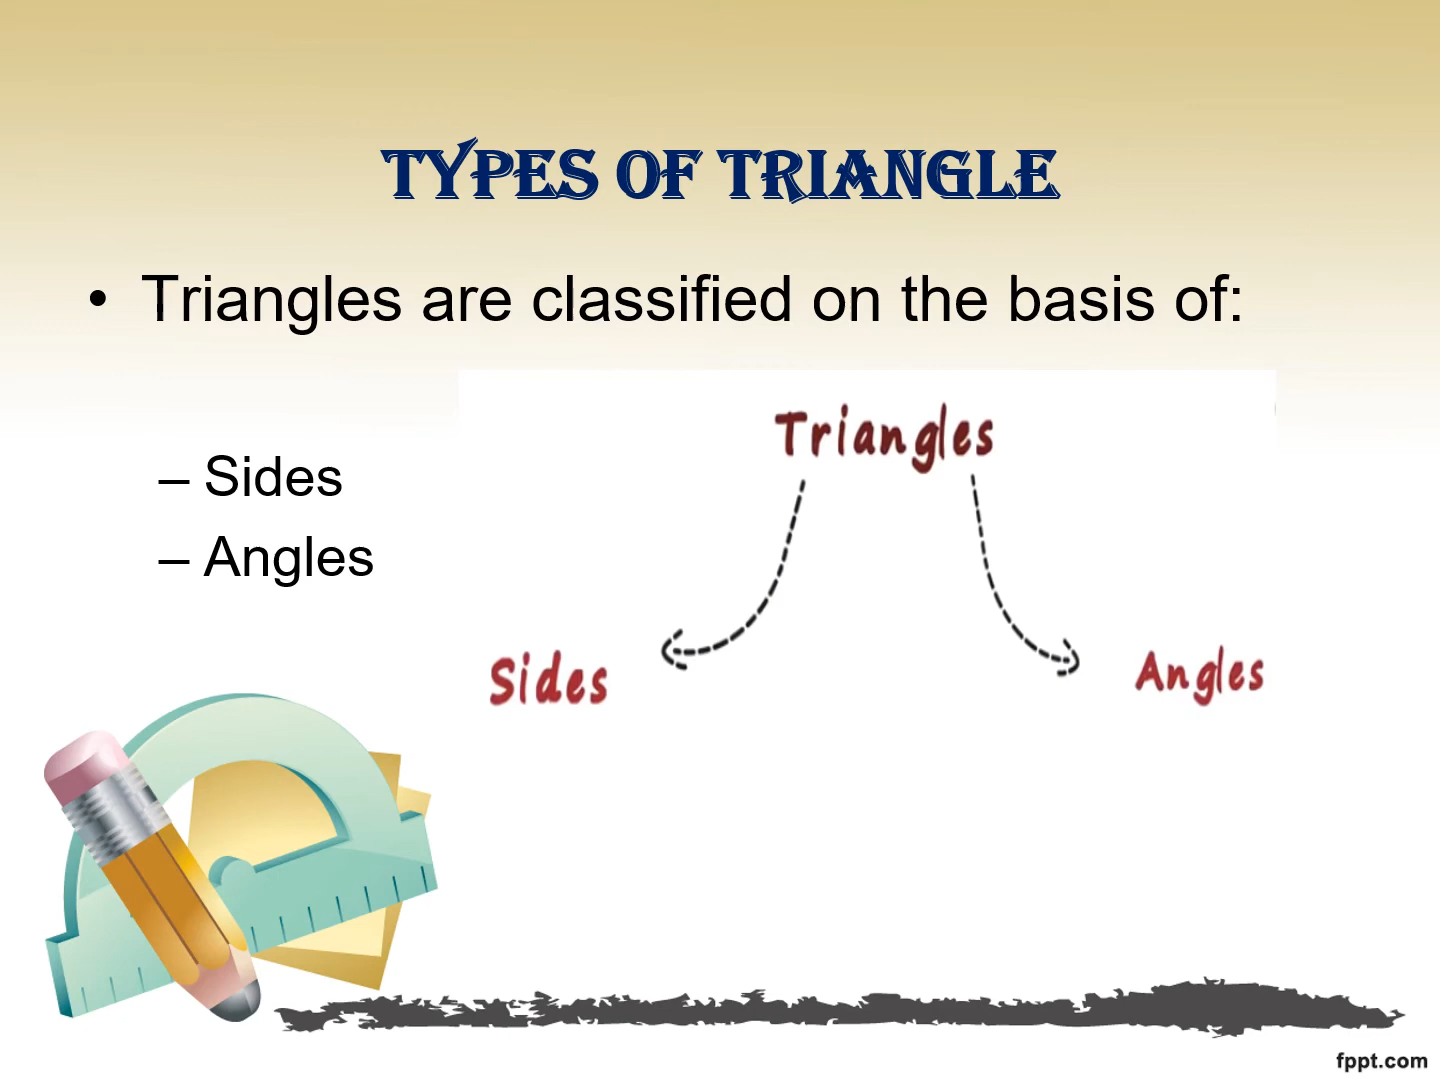 TYPES OF TRIANGLE
• Triangles are classified on the basis of:
– Sides
– Angles
Triangles
Sides
Angles
fppt.com